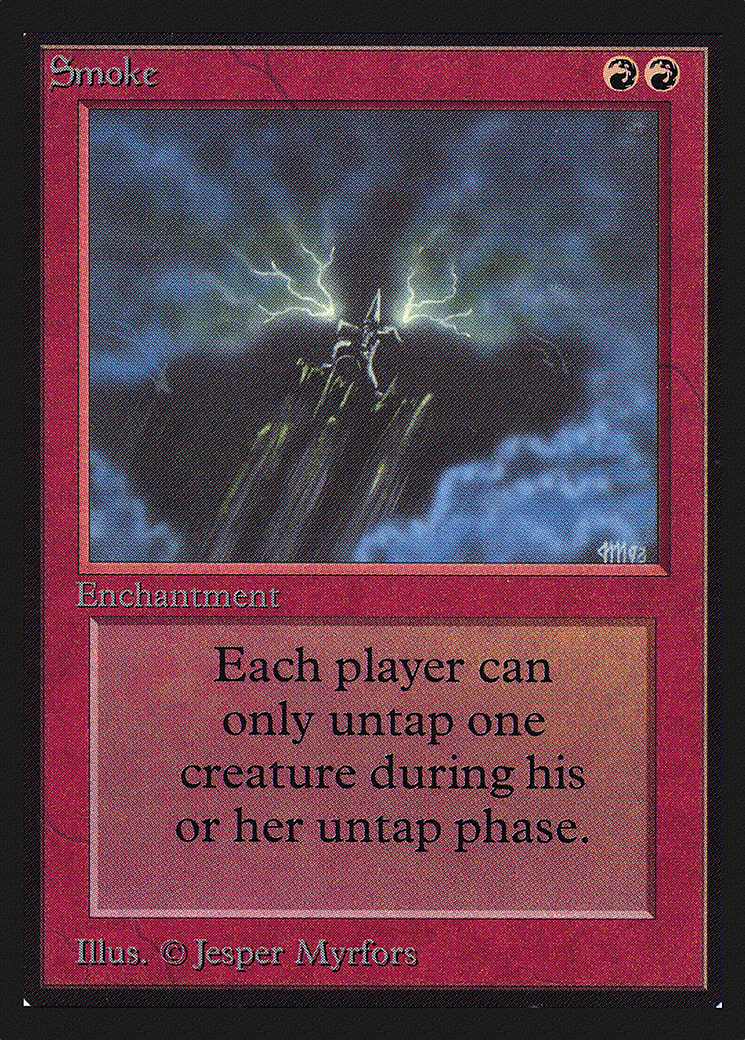 Smoke
Enchantment
Each player can
only untap one
creature during his
or her untap phase.
Illus. © Jesper Myrfors